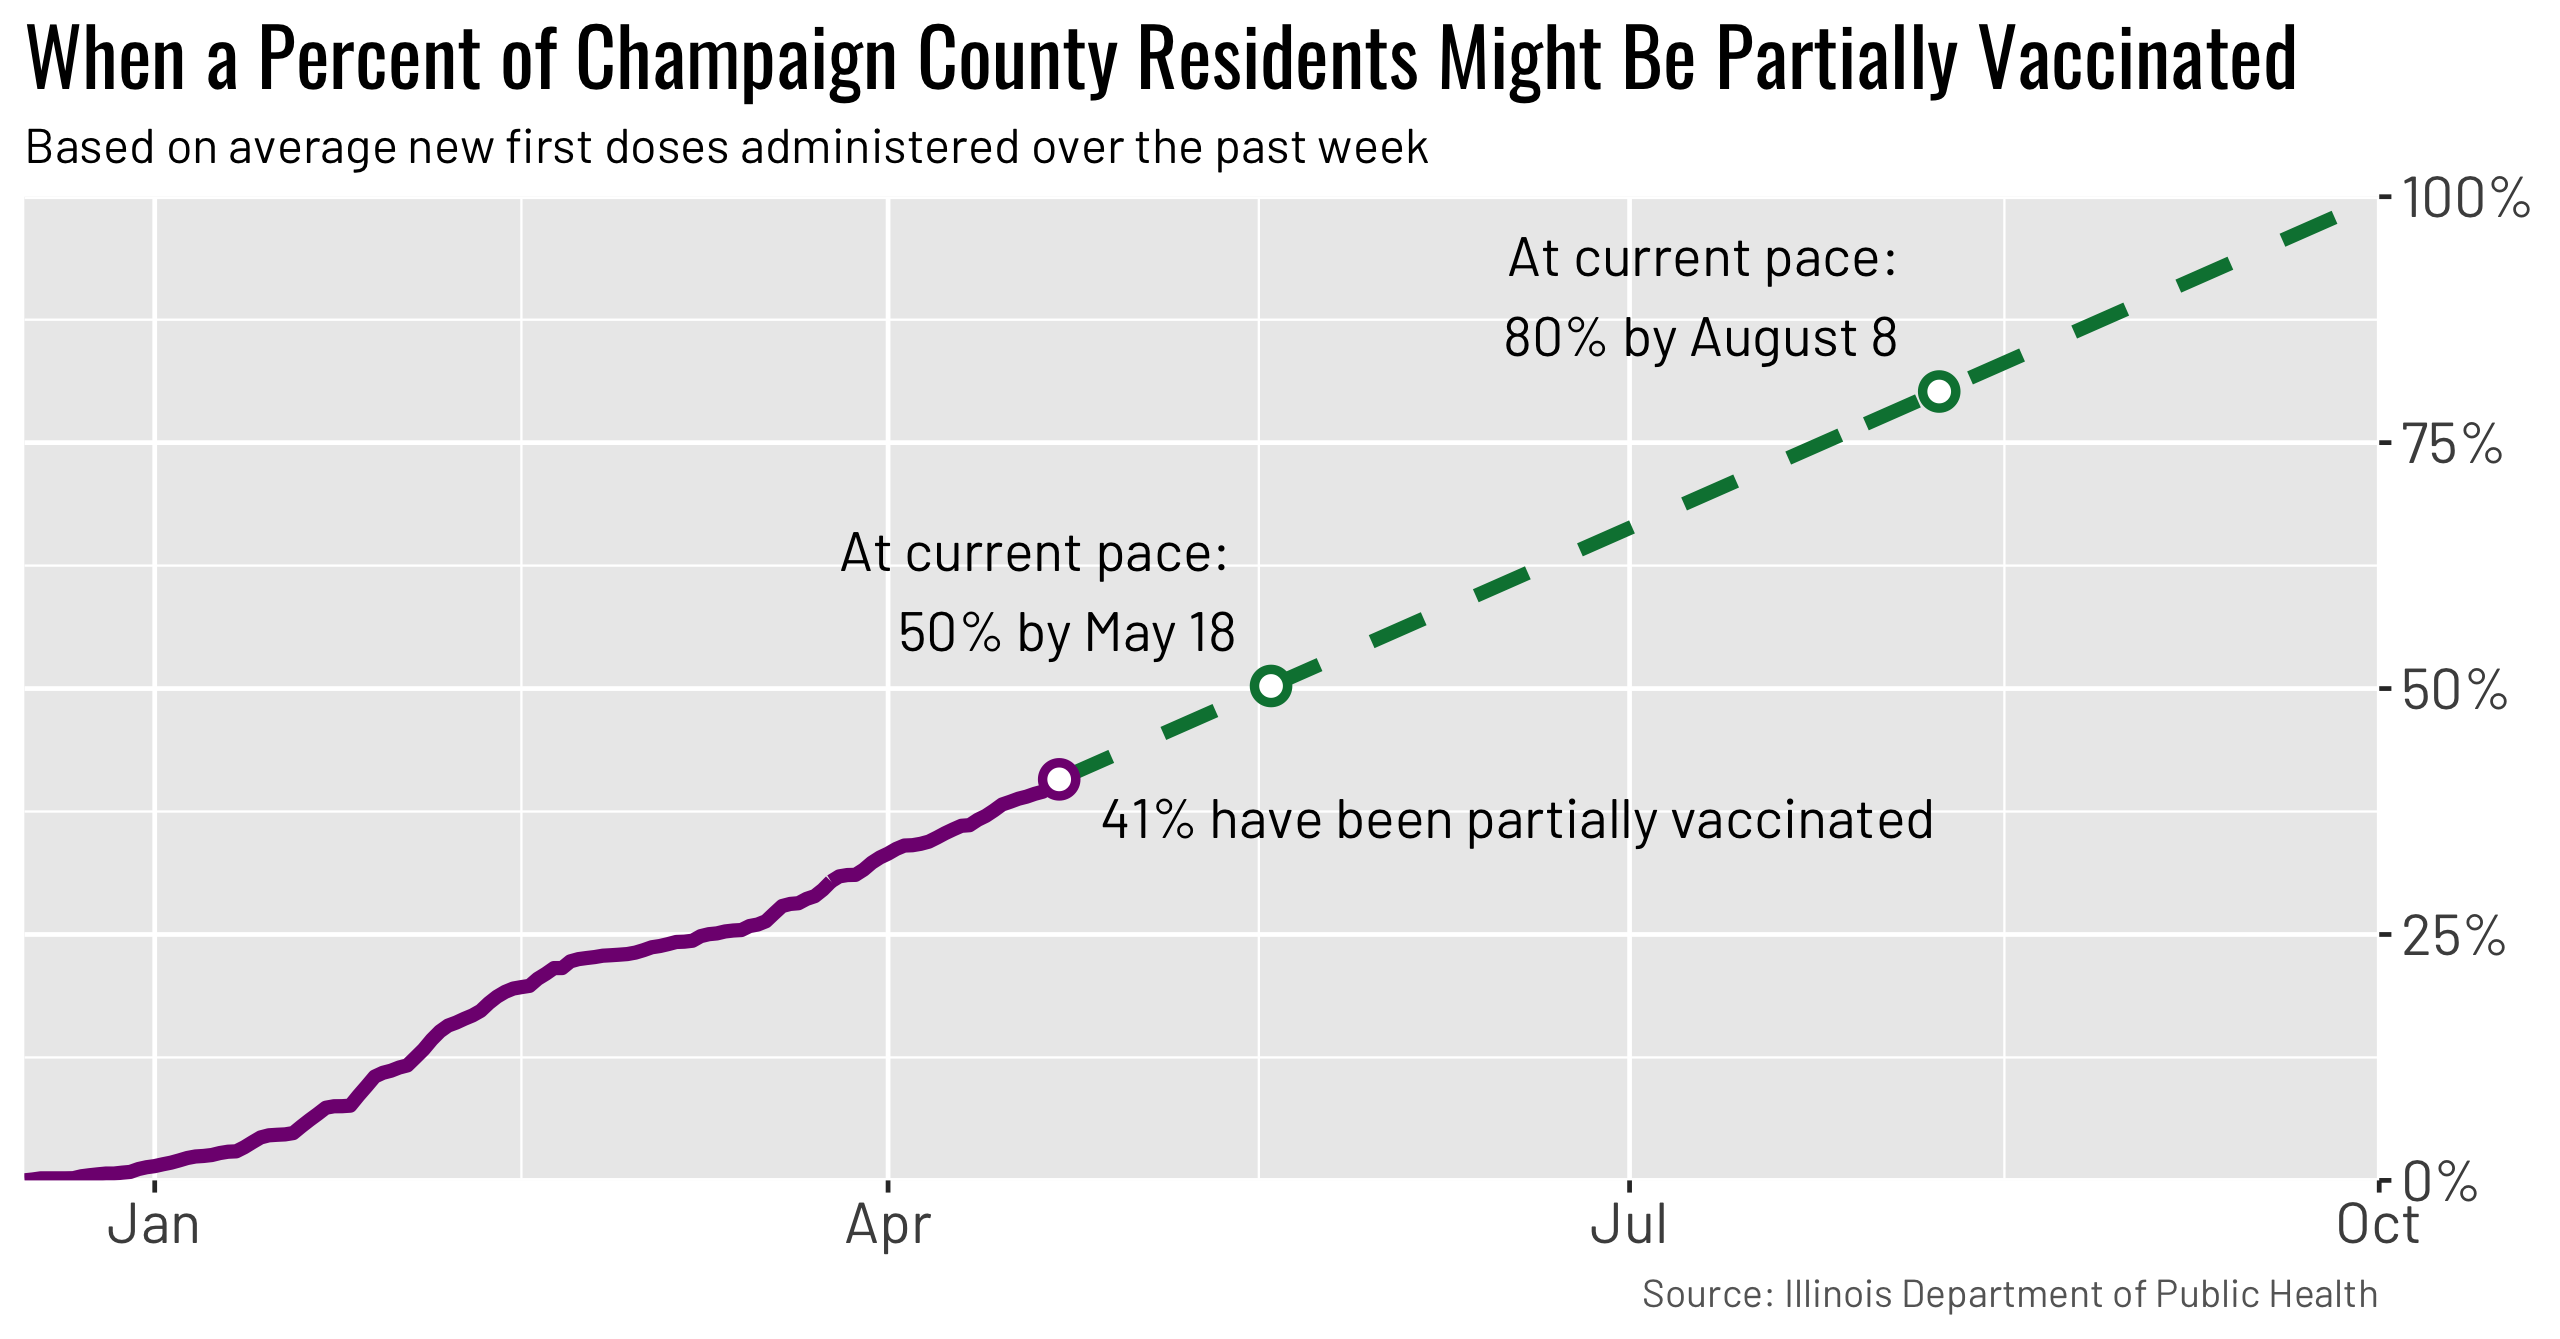 When a Percent of Champaign County Residents Might Be Partially Vaccinated
Based on average new first doses administered over the past week
100%
At current pace:
80% by August 8
75%
At current pace:
50% by May 18
50%
41% have been partially vaccinated
25%
0%
Jan
Apr
Jul
Oct
Source: Illinois Department of Public Health